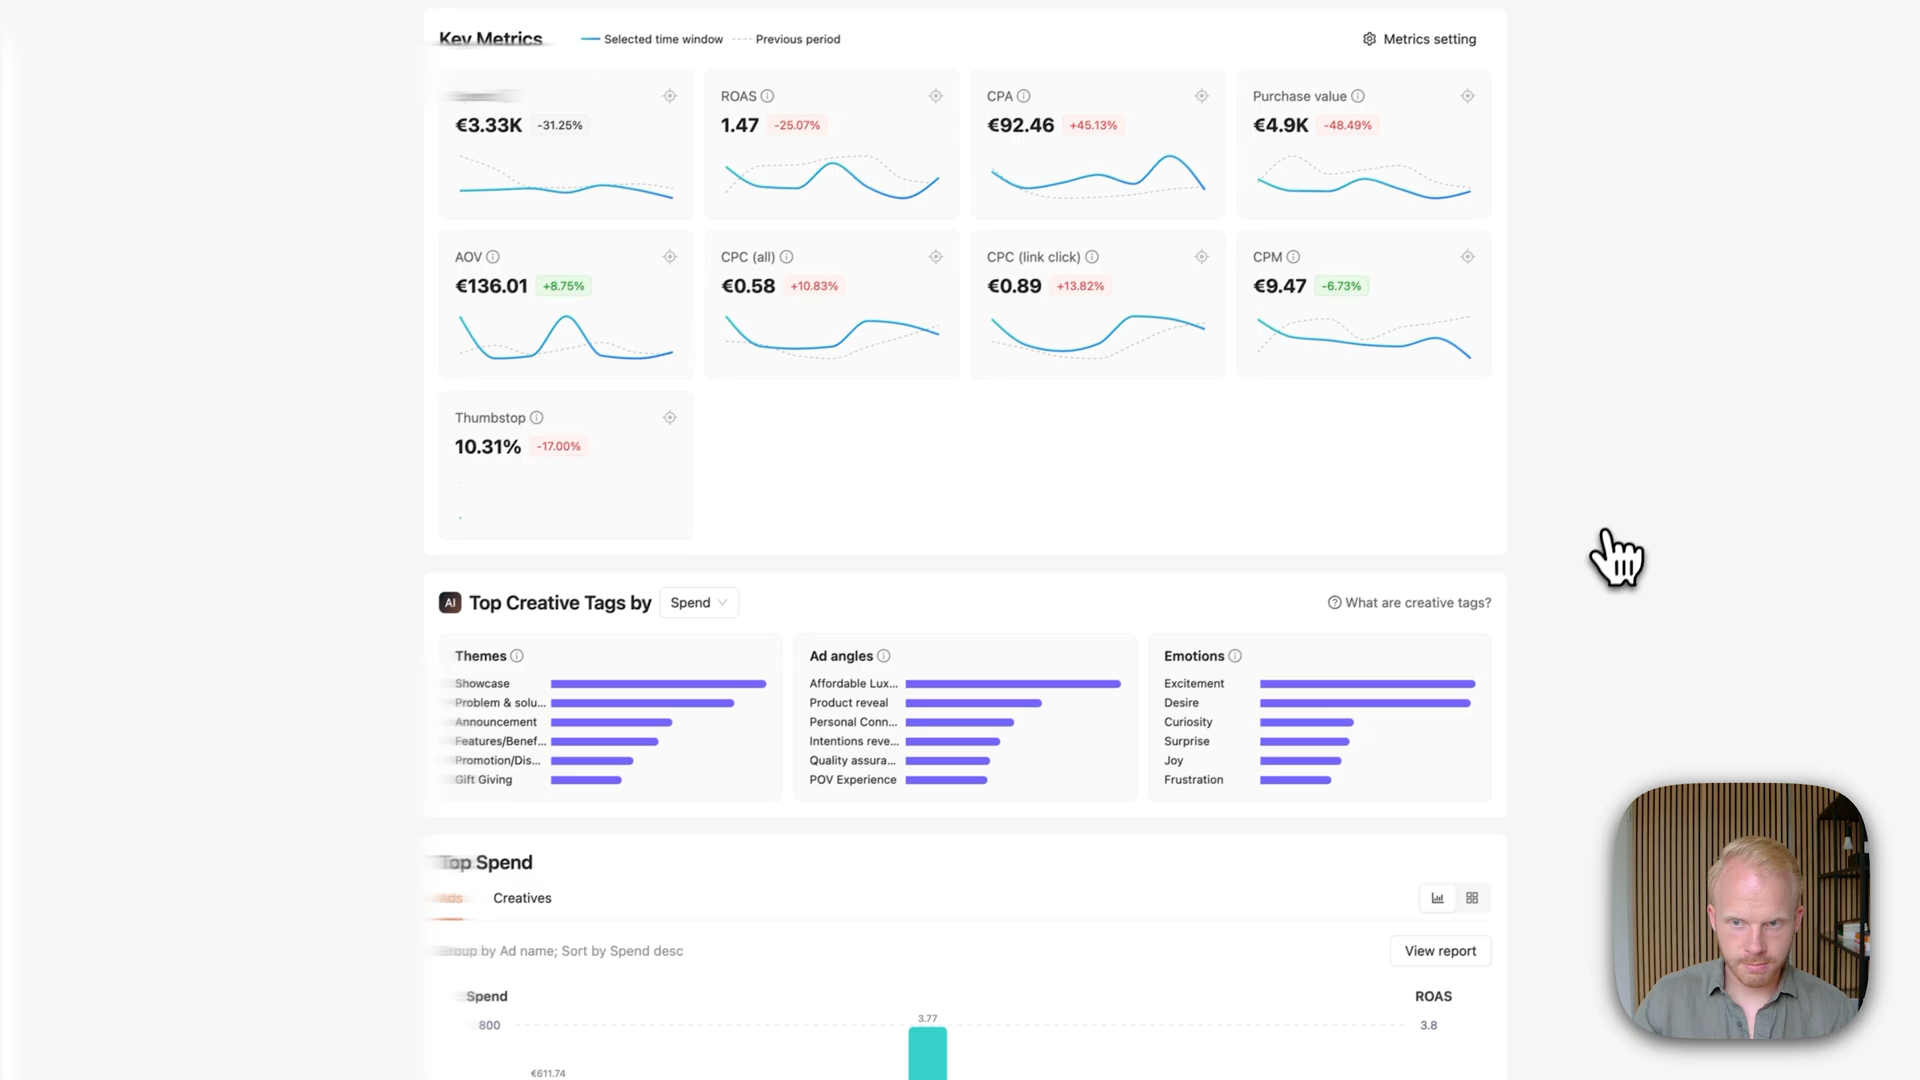 Key Metrics
Selected time window
Previous period
Metrics setting
€3.33K -31.25%
ROAS
1.47 -25.07%
CPA
€92.46 +45.13%
Purchase value
€4.9K -48.49%
AOV
€136.01 +8.75%
CPC (all)
€0.58 +10.83%
CPC (link click)
€0.89 +13.82%
CPM
€9.47 -6.73%
Thumbstop
10.31% -17.00%
AI Top Creative Tags by Spend
What are creative tags?
Themes
Showcase
Problem & solu...
Announcement
Features/Benef...
Promotion/Dis...
Gift Giving
Ad angles
Affordable Lux...
Product reveal
Personal Conn...
Intentions reve...
Quality assura...
POV Experience
Emotions
Excitement
Desire
Curiosity
Surprise
Joy
Frustration
Top Spend
Ads Creatives
Group by Ad name; Sort by Spend desc
View report
Spend
ROAS
3.77
800
3.8
€611.74